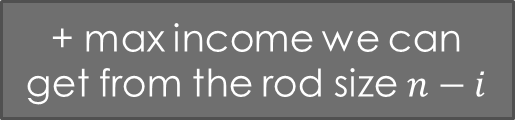 + max income we can
get from the rod size n − i